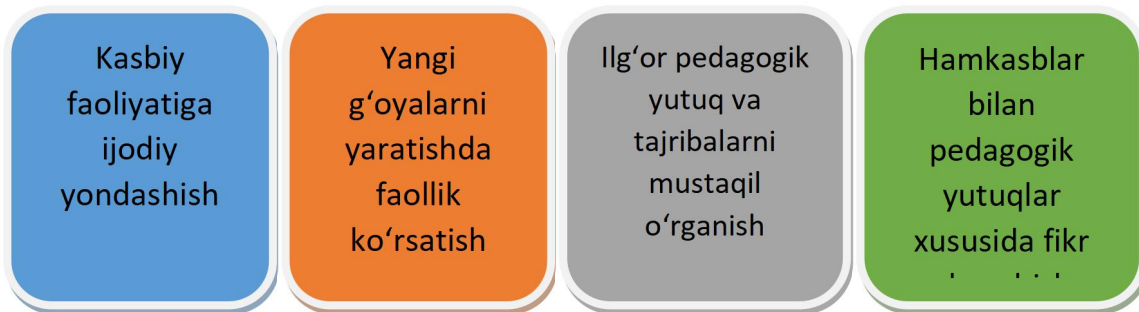 Kasbiy
faoliyatiga
ijodiy
yondashish
Yangi
g‘oyalarni
yaratishda
faollik
ko‘rsatish
Ilg‘or pedagogik
yutuq va
tajribalarni
mustaqil
o‘rganish
Hamkasblar
bilan
pedagogik
yutuqlar
xususida fikr